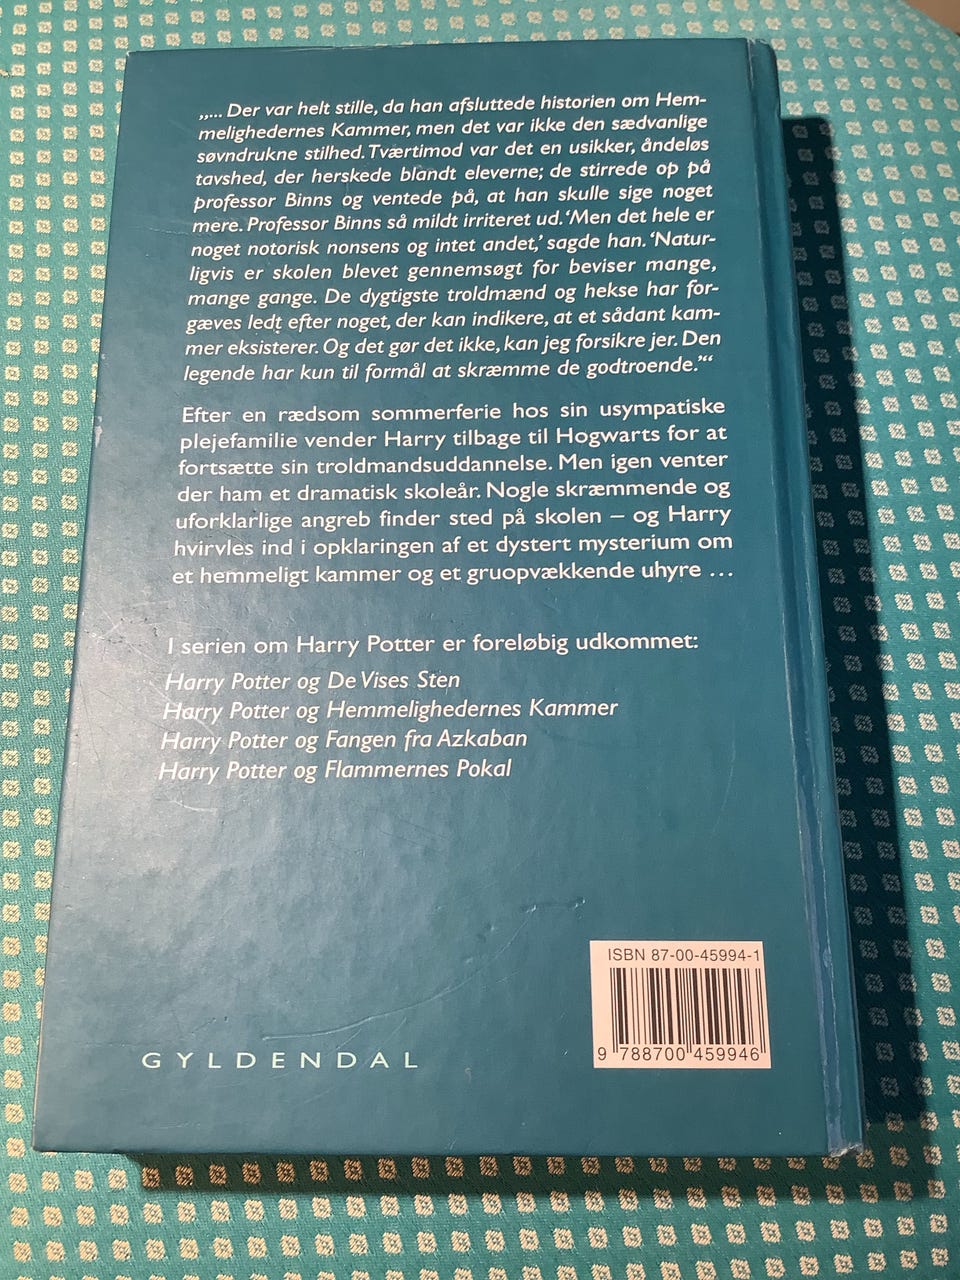 „... Der var helt stille, da han afsluttede historien om Hem-
melighedernes Kammer, men det var ikke den sædvanlige
søvndrukne stilhed. Tværtimod var det en usikker, åndeløs
tavshed, der herskede blandt eleverne; de stirrede op på
professor Binns og ventede på, at han skulle sige noget
mere. Professor Binns så mildt irriteret ud. ‘Men det hele er
noget notorisk nonsens og intet andet,’ sagde han. ‘Natur-
ligvis er skolen blevet gennemsøgt for beviser mange,
mange gange. De dygtigste troldmænd og hekse har for-
gæves ledt efter noget, der kan indikere, at et sådant kam-
mer eksisterer. Og det gør det ikke, kan jeg forsikre jer. Den
legende har kun til formål at skræmme de godtroende.’“
Efter en rædsom sommerferie hos sin usympatiske
plejefamilie vender Harry tilbage til Hogwarts for at
fortsætte sin troldmandsuddannelse. Men igen venter
der ham et dramatisk skoleår. Nogle skræmmende og
uforklarlige angreb finder sted på skolen – og Harry
hvirvles ind i opklaringen af et dystert mysterium om
et hemmeligt kammer og et gruopvækkende uhyre ...
I serien om Harry Potter er foreløbig udkommet:
Harry Potter og De Vises Sten
Harry Potter og Hemmelighedernes Kammer
Harry Potter og Fangen fra Azkaban
Harry Potter og Flammernes Pokal
ISBN 87-00-45994-1
9 788700 459946
GYLDENDAL